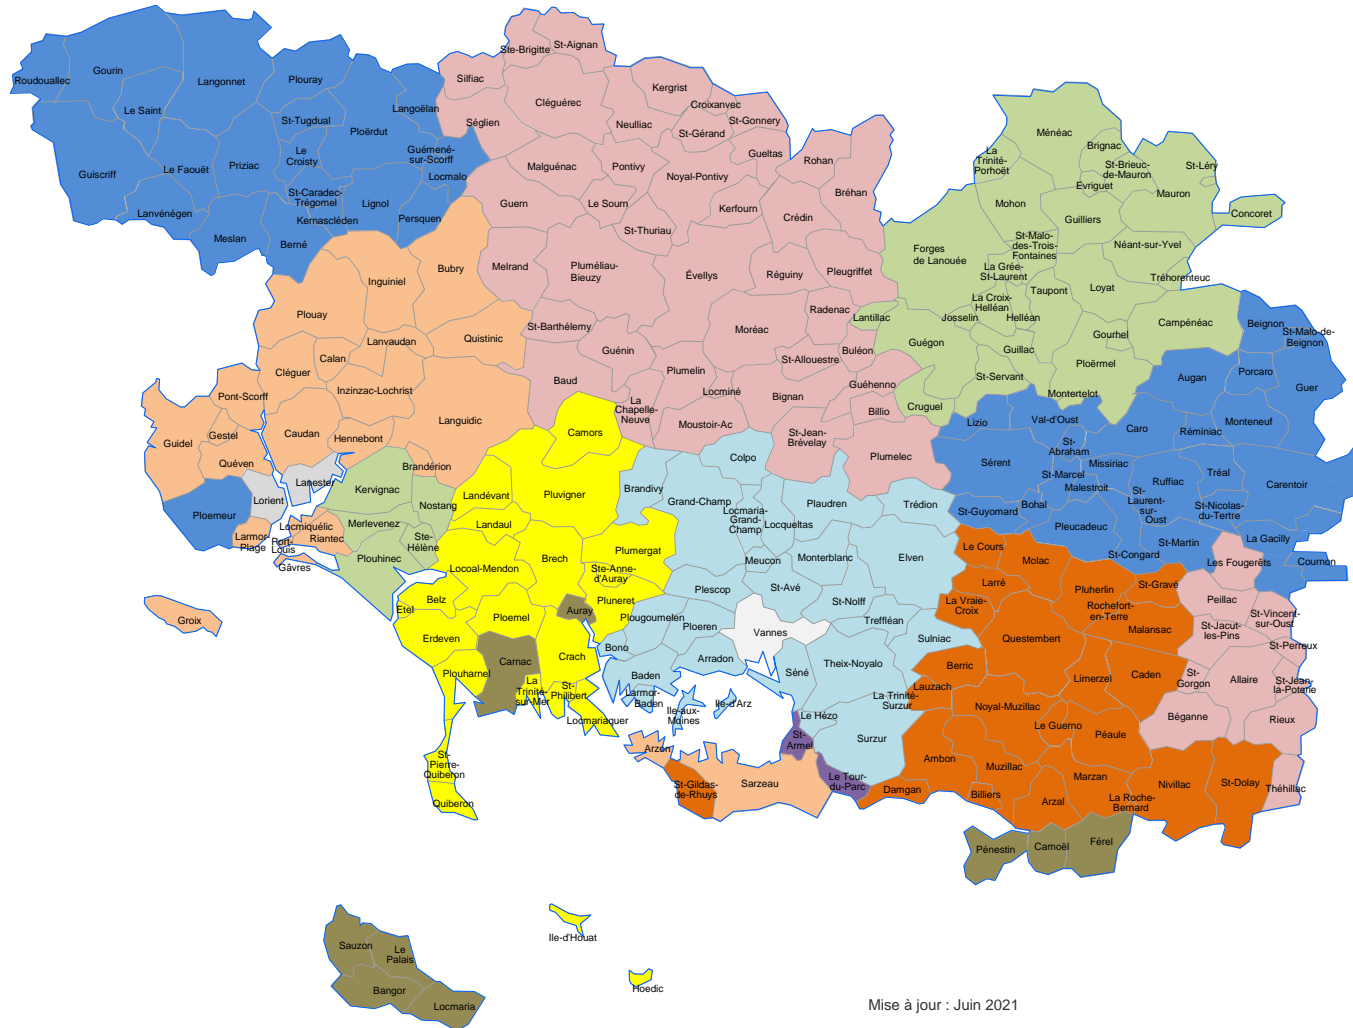 Roudouallec
Gourin
Le Saint
Langonnet
Plouray
St-Tugdual
Ploërdut
Langoëlan
Le
Croisty
Guémené-
sur-Scorff
Locmalo
Guiscriff
Le Faouët
Priziac
St-Caradec-
Trégomel
Kernascléden
Lignol
Persquen
Lanvénégen
Meslan
Berné
Ste-Brigitte
St-Aignan
Silfiac
Cléguérec
Kergrist
Croixanvec
St-Gonnery
Séglien
Neulliac
St-Gérand
Gueltas
Rohan
Malguénac
Pontivy
Noyal-Pontivy
Bréhan
Guern
Le Sourn
Kerfourn
Crédin
St-Thuriau
Melrand
Pluméliau-
Bieuzy
Évellys
Réguiny
Pleugriffet
Radenac
St-Barthélemy
Moréac
Guénin
Buléon
St-Allouestre
Plumelin
Baud
Locminé
Bignan
Guéhenno
La
Chapelle-
Neuve
Moustoir-Ac
Billio
St-Jean-
Brévelay
Plumelec
Ménéac
Brignac
La
Trinité-
Porhoët
St-Brieuc-
de-Mauron
St-Léry
Evriguet
Mauron
Mohon
Guilliers
Concoret
St-Malo-
des-Trois-
Fontaines
Néant-sur-Yvel
Forges
de Lanouée
La Grée-
St-Laurent
Tréhorenteuc
Taupont
Loyat
La Croix-
Helléan
Lantillac
Josselin
Helléan
Campénéac
Gourhel
Guégon
Guillac
Ploërmel
St-Servant
Montertelot
Cruguel
Beignon
St-Malo-de-
Beignon
Augan
Porcaro
Guer
Lizio
Val-d'Oust
Caro
Réminiac
Monteneuf
St-
Abraham
Sérent
St-Marcel
Missiriac
Malestroit
Ruffiac
Tréal
Carentoir
St-
Laurent-
sur-
Oust
St-Nicolas-
du-Tertre
St-Guyomard
Bohal
Pleucadeuc
St-Congard
St-Martin
La Gacilly
Cournon
Bubry
Inguiniel
Plouay
Quistinic
Lanvaudan
Calan
Cléguer
Inzinzac-Lochrist
Pont-Scorff
Languidic
Guidel
Gestel
Caudan
Hennebont
Quéven
Brandérion
Lanester
Lorient
Ploemeur
Larmor-
Plage
Locmiquélic
Port-
Louis
Riantec
Gâvres
Groix
Kervignac
Nostang
Merlevenez
Ste-
Hélène
Plouhinec
Camors
Landévant
Pluvigner
Landaul
Brech
Plumergat
Ste-Anne-
d'Auray
Locoal-Mendon
Belz
Etel
Auray
Pluneret
Ploemel
Erdeven
Crach
Plouharnel
Carnac
La
Trinité-
sur-Mer
St-
Philibert
Locmariaquer
St-
Pierre-
Quiberon
Quiberon
Ile-d'Houat
Hoedic
Sauzon
Le
Palais
Bangor
Locmaria
Colpo
Brandivy
Grand-Champ
Locmaria-
Grand-
Champ
Locqueltas
Plaudren
Trédion
Meucon
Monterblanc
Elven
Plescop
St-Avé
St-Nolff
Plougoumelen
Ploeren
Vannes
Treffléan
Sulniac
Bono
Baden
Arradon
Séné
Theix-Noyalo
Larmor-
Baden
Ile-aux-
Moines
Ile-d'Arz
La Trinité-
Surzur
Le Hézo
St-
Armel
Surzur
Arzon
Le Tour-
du-Parc
St-Gildas-
de-Rhuys
Sarzeau
Le Cours
Molac
Larré
Pluherlin
St-Gravé
La Vraie-
Croix
Rochefort-
en-Terre
Malansac
Questembert
Berric
Limerzel
Caden
Lauzach
Noyal-Muzillac
Le Guerno
Péaule
Ambon
Muzillac
Marzan
Damgan
Billiers
Arzal
La Roche-
Bernard
Nivillac
St-Dolay
Les Fougerêts
Peillac
St-Vincent-
sur-Oust
St-Jacut-
les-Pins
St-Perreux
St-
Gorgon
Allaire
St-Jean-
la-Poterie
Béganne
Rieux
Théhillac
Pénestin
Camoël
Férel
Mise à jour : Juin 2021